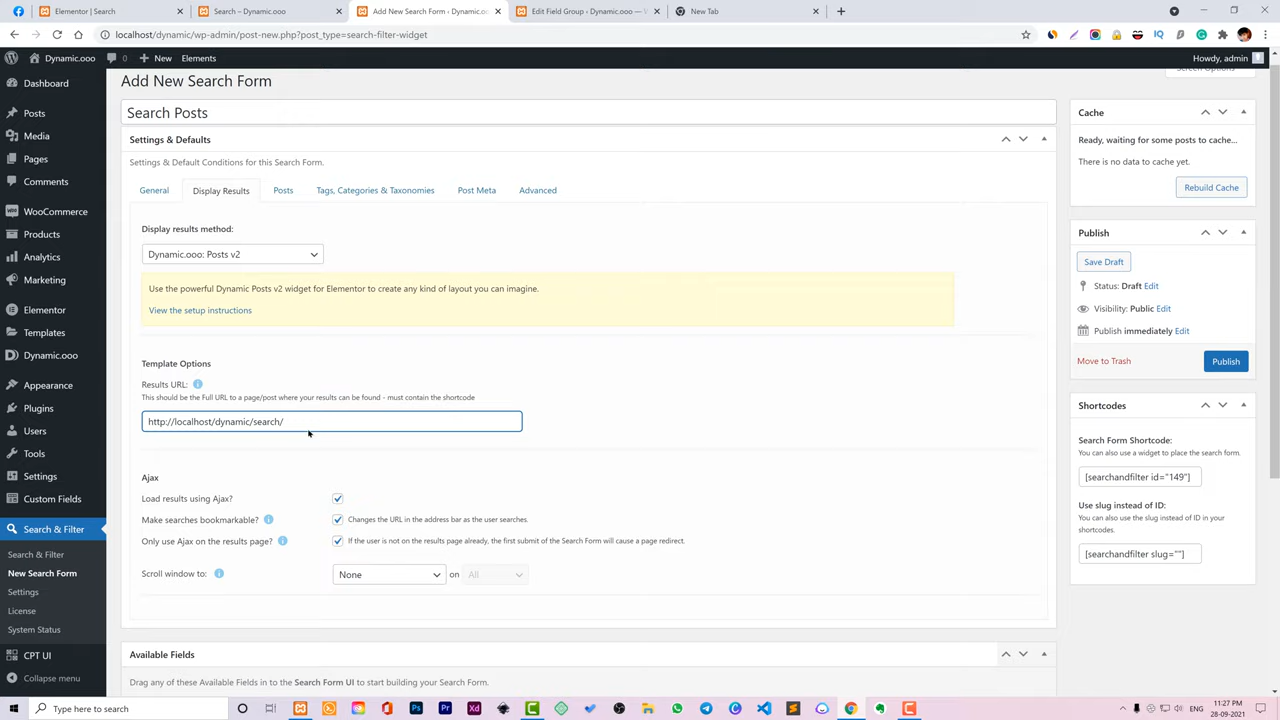 Elementor | Search
Search – Dynamic.ooo
Add New Search Form ‹ Dynamic.oo
Edit Field Group ‹ Dynamic.ooo — W
New Tab
localhost/dynamic/wp-admin/post-new.php?post_type=search-filter-widget
Dynamic.ooo
0
New
Elements
Howdy, admin
Dashboard
Posts
Media
Pages
Comments
WooCommerce
Products
Analytics
Marketing
Elementor
Templates
Dynamic.ooo
Appearance
Plugins
Users
Tools
Settings
Custom Fields
Search & Filter
Search & Filter
New Search Form
Settings
License
System Status
CPT UI
Collapse menu
Add New Search Form
Screen Options
Search Posts
Settings & Defaults
Settings & Default Conditions for this Search Form.
General
Display Results
Posts
Tags, Categories & Taxonomies
Post Meta
Advanced
Display results method:
Dynamic.ooo: Posts v2
Use the powerful Dynamic Posts v2 widget for Elementor to create any kind of layout you can imagine.
View the setup instructions
Template Options
Results URL:
This should be the Full URL to a page/post where your results can be found - must contain the shortcode
http://localhost/dynamic/search/
Ajax
Load results using Ajax?
Make searches bookmarkable?
Changes the URL in the address bar as the user searches.
Only use Ajax on the results page?
If the user is not on the results page already, the first submit of the Search Form will cause a page redirect.
Scroll window to:
None
on
All
Available Fields
Drag any of these Available Fields in to the Search Form UI to start building your Search Form.
Cache
Ready, waiting for some posts to cache...
There is no data to cache yet.
Rebuild Cache
Publish
Save Draft
Status: Draft Edit
Visibility: Public Edit
Publish immediately Edit
Move to Trash
Publish
Shortcodes
Search Form Shortcode:
You can also use a widget to place the search form.
[searchandfilter id="149"]
Use slug instead of ID:
You can also use the slug instead of ID in your
shortcodes.
[searchandfilter slug=""]
Type here to search
Ps
Pr
Xd
11:27 PM
28-09-2021